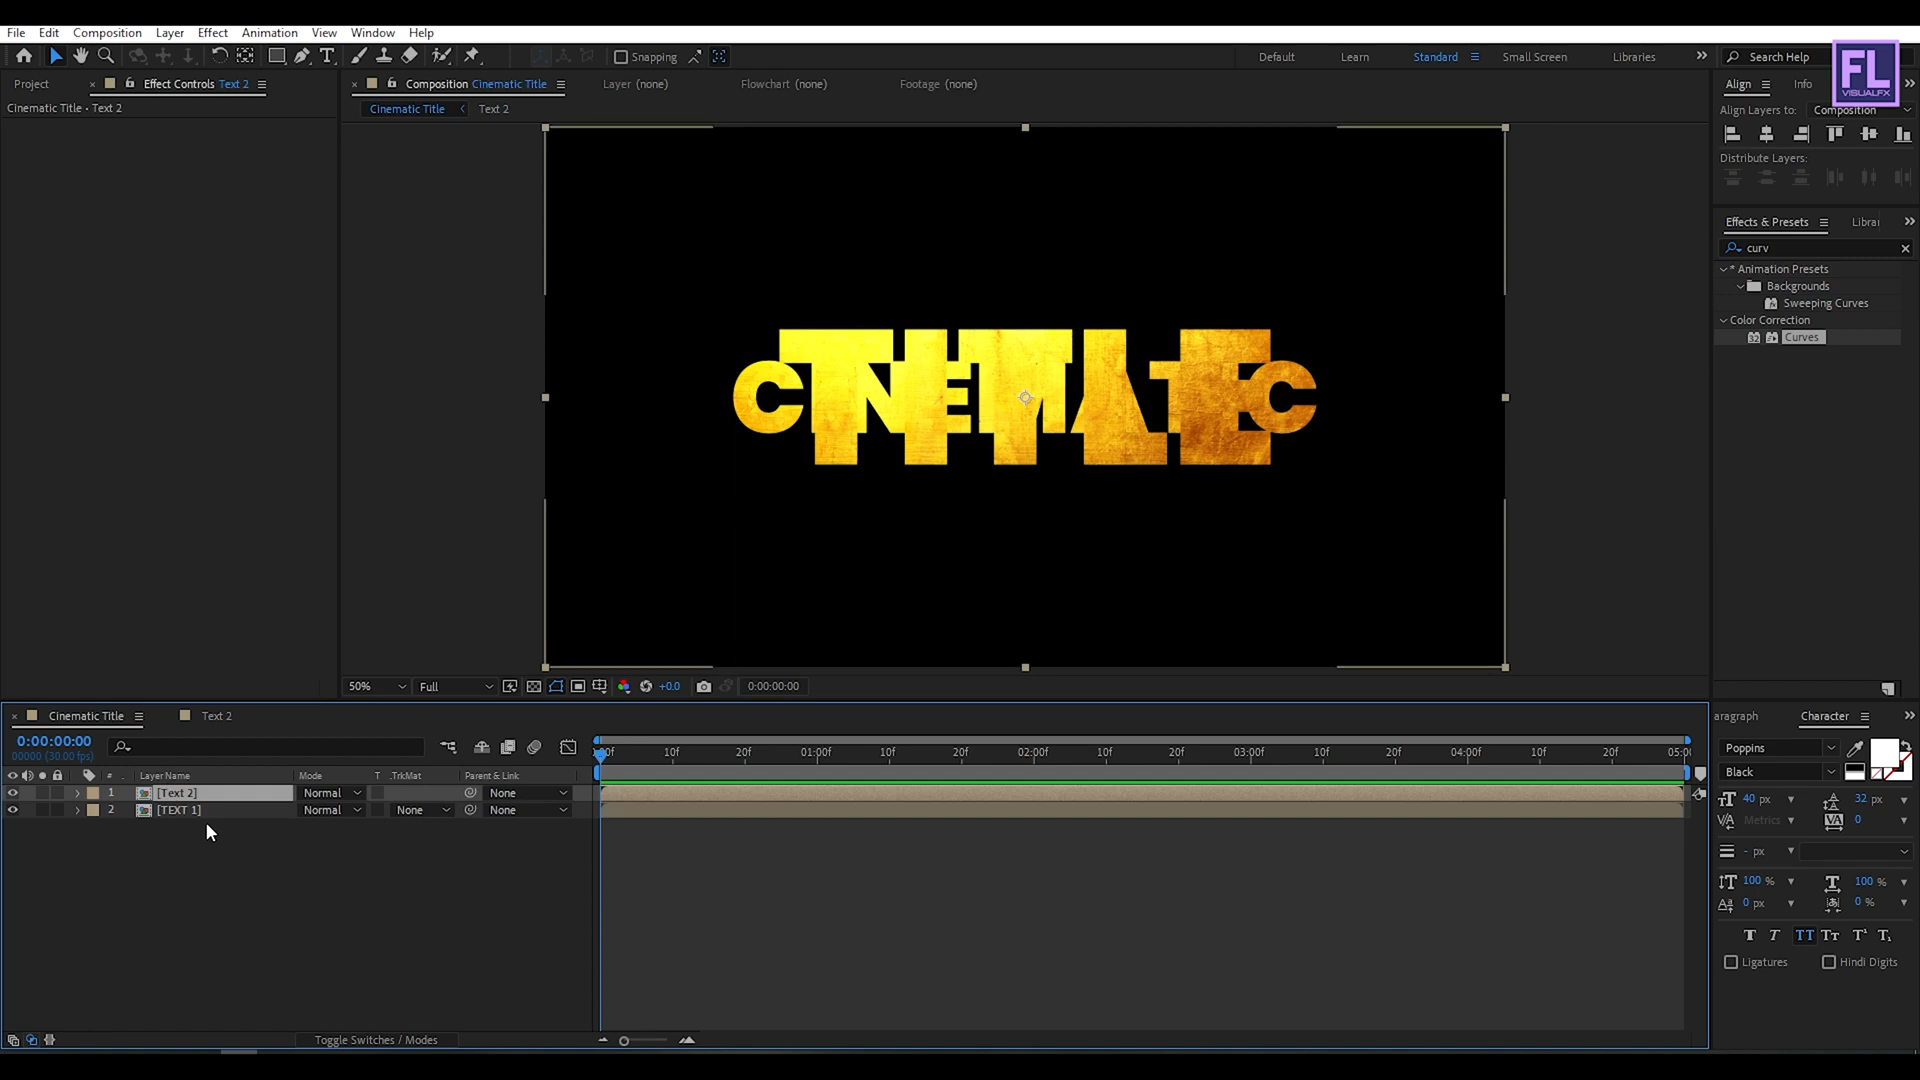 File Edit Composition Layer Effect Animation View Window Help
Snapping Default Learn Standard Small Screen Libraries Search Help
FL
VISUALFX
Project Effect Controls Text 2 Composition Cinematic Title Layer (none) Flowchart (none) Footage (none) Align Info
Cinematic Title • Text 2 Cinematic Title Text 2 Align Layers to: Composition
Distribute Layers:
Effects & Presets Librar
curv
* Animation Presets
Backgrounds
Sweeping Curves
Color Correction
32 Curves
TITLE
CINEMATIC
50% Full +0.0 0:00:00:00
Cinematic Title Text 2 aragraph Character
0:00:00:00
00000 (30.00 fps)
:00f 10f 20f 01:00f 10f 20f 02:00f 10f 20f 03:00f 10f 20f 04:00f 10f 20f 05:00
# Layer Name Mode T .TrkMat Parent & Link
1 [Text 2] Normal None
2 [TEXT 1] Normal None None
Poppins
Black
40 px 32 px
Metrics 0
- px
100 % 100 %
0 px 0 %
Ligatures Hindi Digits
Toggle Switches / Modes